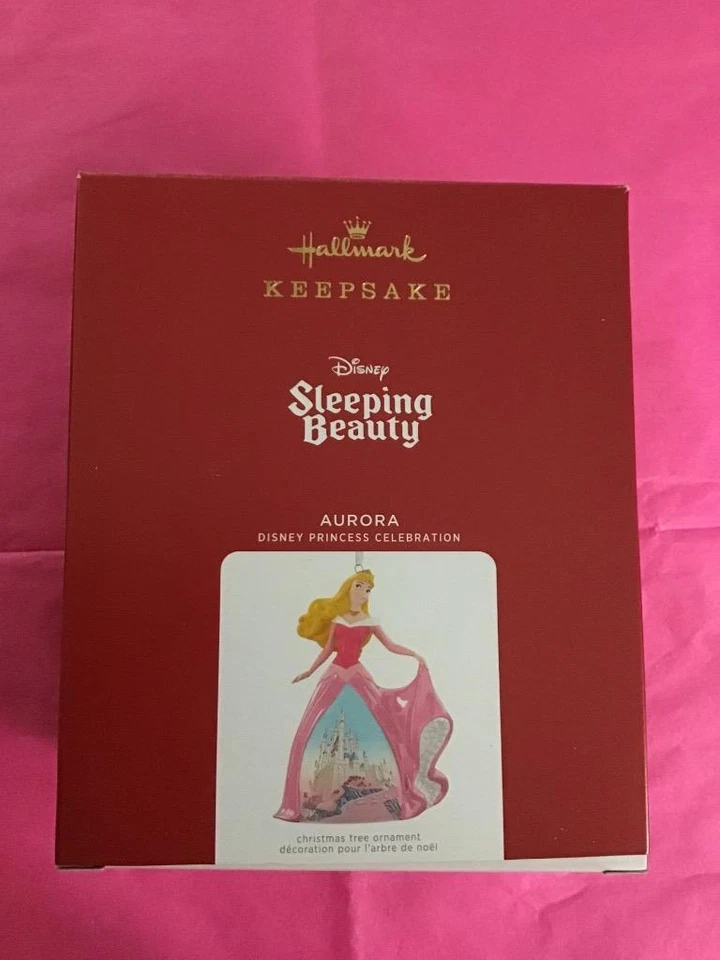 Hallmark
KEEPSAKE
Disney
Sleeping
Beauty
AURORA
DISNEY PRINCESS CELEBRATION
christmas tree ornament
décoration pour l'arbre de noël